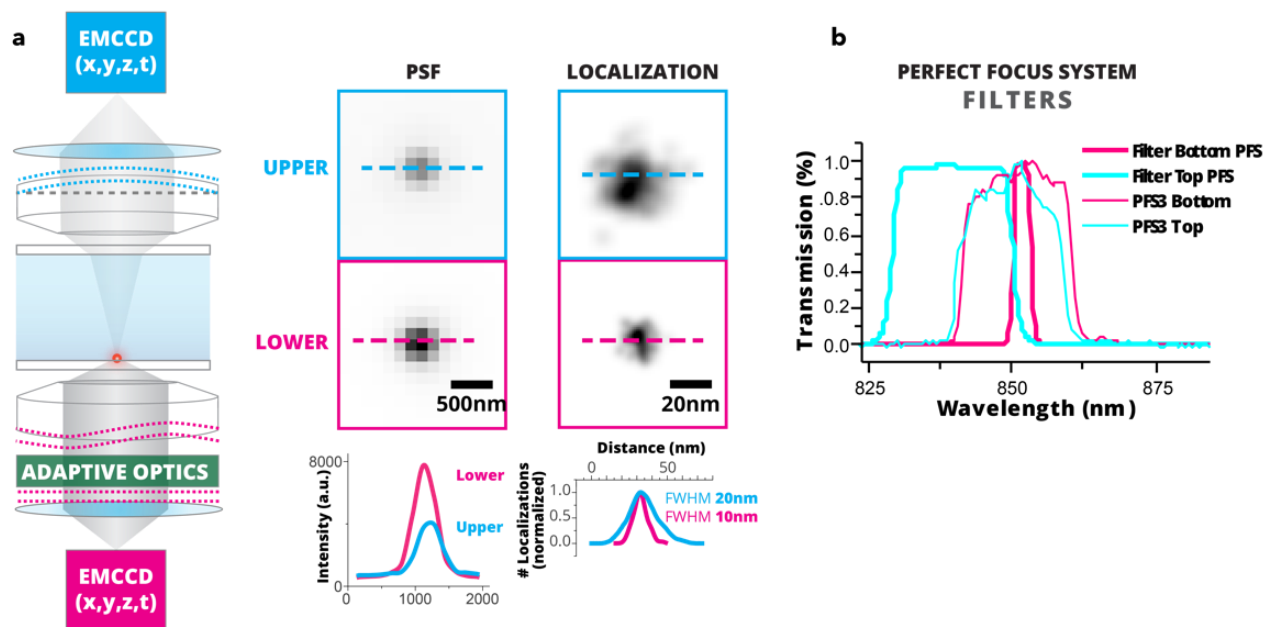 a
EMCCD
(x,y,z,t)
ADAPTIVE OPTICS
EMCCD
(x,y,z,t)
PSF
LOCALIZATION
UPPER
LOWER
500nm
20nm
8000
0
Intensity (a.u.)
Lower
Upper
0
1000
2000
Distance (nm)
0
50
# Localizations
(normalized)
1.0
0.5
0.0
FWHM 20nm
FWHM 10nm
b
PERFECT FOCUS SYSTEM
FILTERS
Transmission (%)
1.0
0.8
0.6
0.4
0.2
0.0
Filter Bottom PFS
Filter Top PFS
PFS3 Bottom
PFS3 Top
825
850
875
Wavelength (nm)